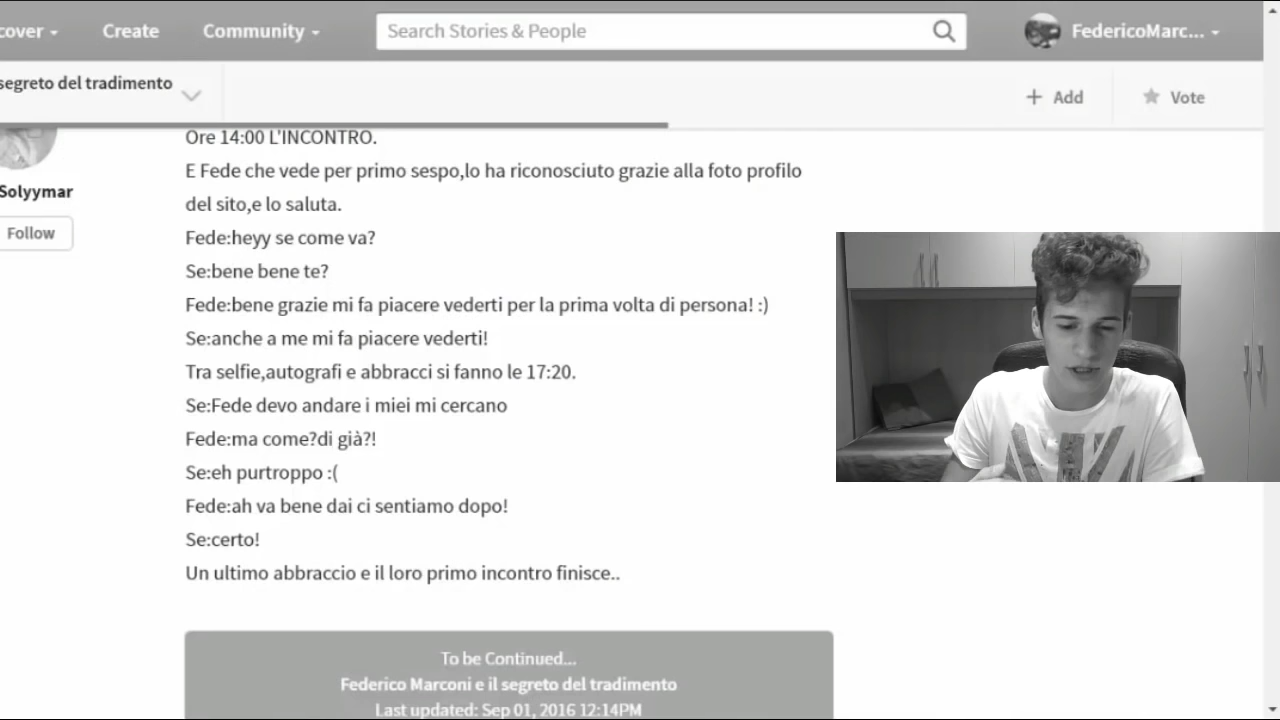 cover
Create
Community
Search Stories & People
FedericoMarc...
segreto del tradimento
Add
Vote
Solyymar
Follow
Ore 14:00 L'INCONTRO.
E Fede che vede per primo sespo,lo ha riconosciuto grazie alla foto profilo
del sito,e lo saluta.
Fede:heyy se come va?
Se:bene bene te?
Fede:bene grazie mi fa piacere vederti per la prima volta di persona! :)
Se:anche a me mi fa piacere vederti!
Tra selfie,autografi e abbracci si fanno le 17:20.
Se:Fede devo andare i miei mi cercano
Fede:ma come?di già?!
Se:eh purtroppo :(
Fede:ah va bene dai ci sentiamo dopo!
Se:certo!
Un ultimo abbraccio e il loro primo incontro finisce..
To be Continued...
Federico Marconi e il segreto del tradimento
Last updated: Sep 01, 2016 12:14PM